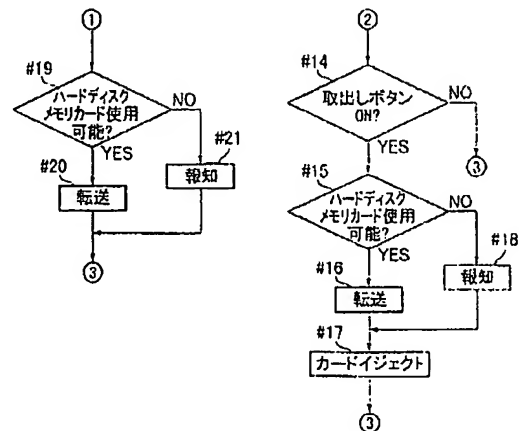 ①
#19
ハードディスク
メモリカード使用
可能?
NO
YES
#20
転送
#21
報知
③
②
#14
取出しボタン
ON?
NO
YES
③
#15
ハードディスク
メモリカード使用
可能?
NO
YES
#16
転送
#18
報知
#17
カードイジェクト
③